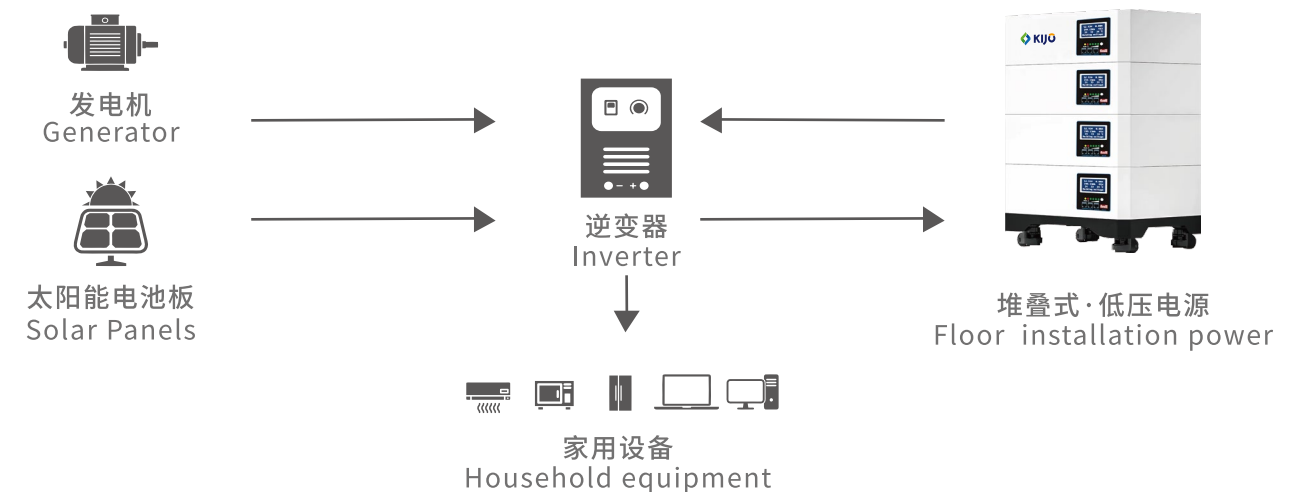 发电机
Generator
太阳能电池板
Solar Panels
逆变器
Inverter
KIJO
堆叠式·低压电源
Floor installation power
家用设备
Household equipment